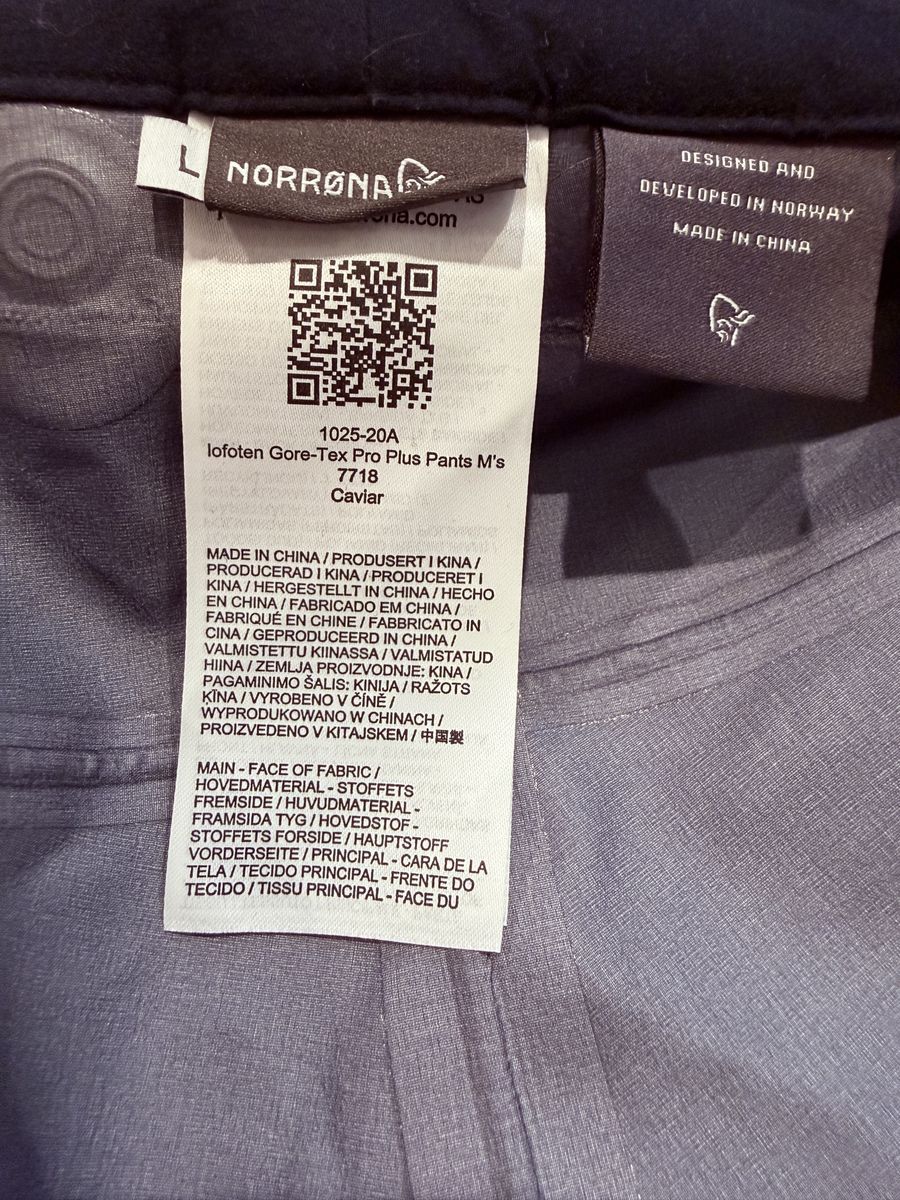 L
NORRØNA
DESIGNED AND
DEVELOPED IN NORWAY
MADE IN CHINA
1025-20A
lofoten Gore-Tex Pro Plus Pants M's
7718
Caviar
MADE IN CHINA / PRODUSERT I KINA /
PRODUCERAD I KINA / PRODUCERET I
KINA / HERGESTELLT IN CHINA / HECHO
EN CHINA / FABRICADO EM CHINA /
FABRIQUÉ EN CHINE / FABBRICATO IN
CINA / GEPRODUCEERD IN CHINA /
VALMISTETTU KIINASSA / VALMISTATUD
HIINA / ZEMLJA PROIZVODNJE: KINA /
PAGAMINIMO ŠALIS: KINIJA / RAŽOTS
ĶĪNA / VYROBENO V ČÍNĚ /
WYPRODUKOWANO W CHINACH /
PROIZVEDENO V KITAJSKEM / 中国製
MAIN - FACE OF FABRIC /
HOVEDMATERIAL - STOFFETS
FREMSIDE / HUVUDMATERIAL -
FRAMSIDA TYG / HOVEDSTOF -
STOFFETS FORSIDE / HAUPTSTOFF
VORDERSEITE / PRINCIPAL - CARA DE LA
TELA / TECIDO PRINCIPAL - FRENTE DO
TECIDO / TISSU PRINCIPAL - FACE DU